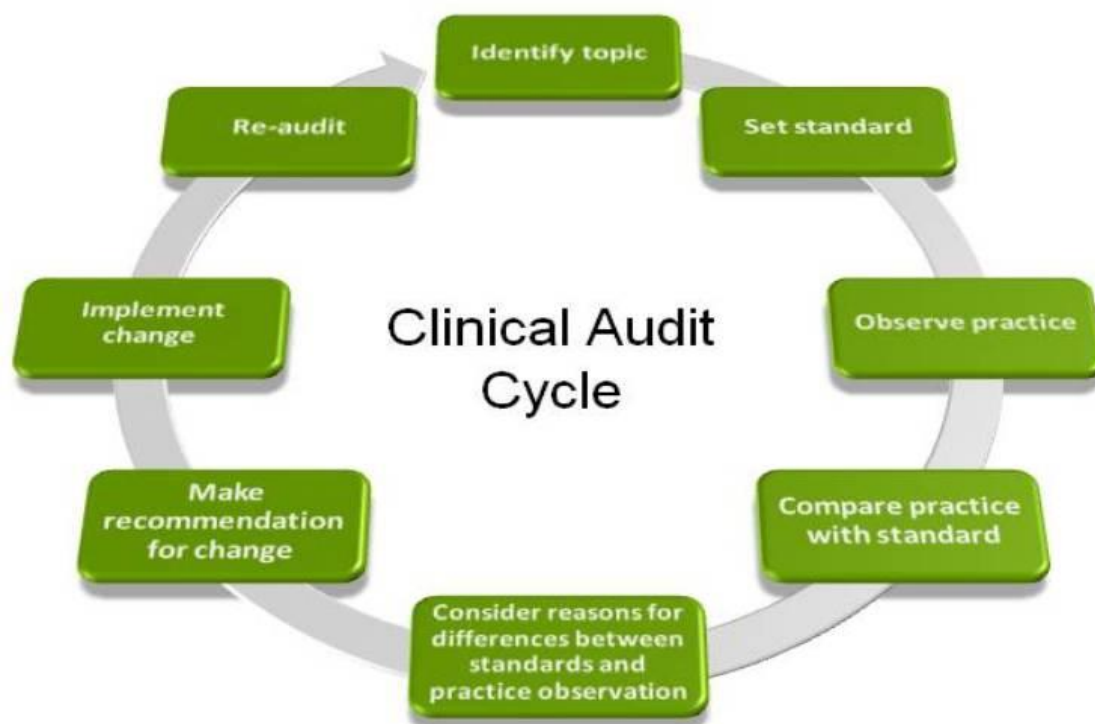 Identify topic
Set standard
Observe practice
Compare practice
with standard
Consider reasons for
differences between
standards and
practice observation
Make
recommendation
for change
Implement
change
Re-audit
Clinical Audit
Cycle